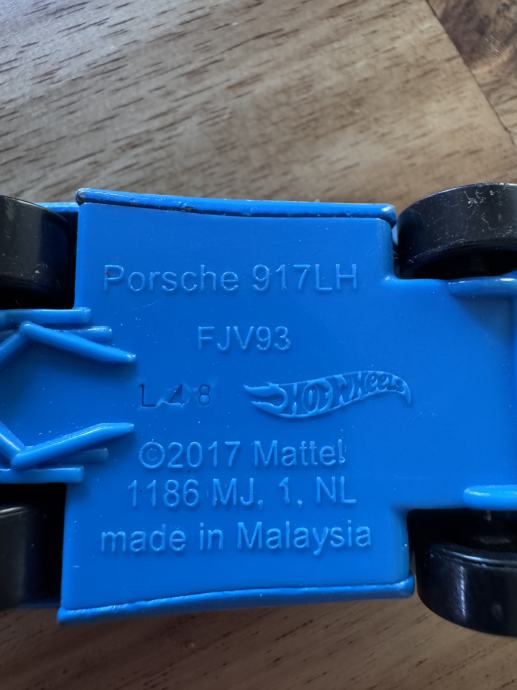 Porsche 917LH
FJV93
L48 HOT WHEELS
©2017 Mattel
1186 MJ, 1, NL
made in Malaysia